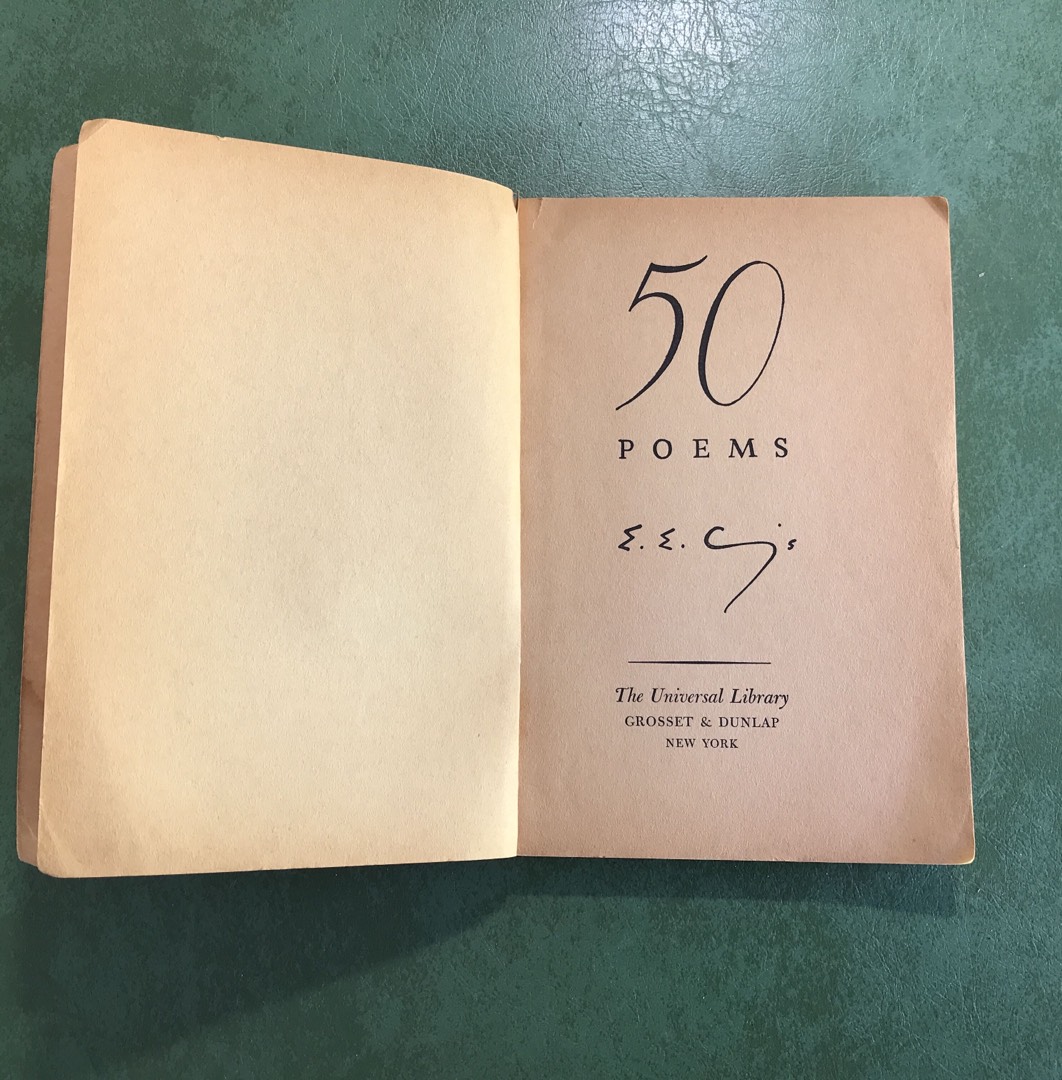 50
POEMS
E. E. C
The Universal Library
GROSSET & DUNLAP
NEW YORK